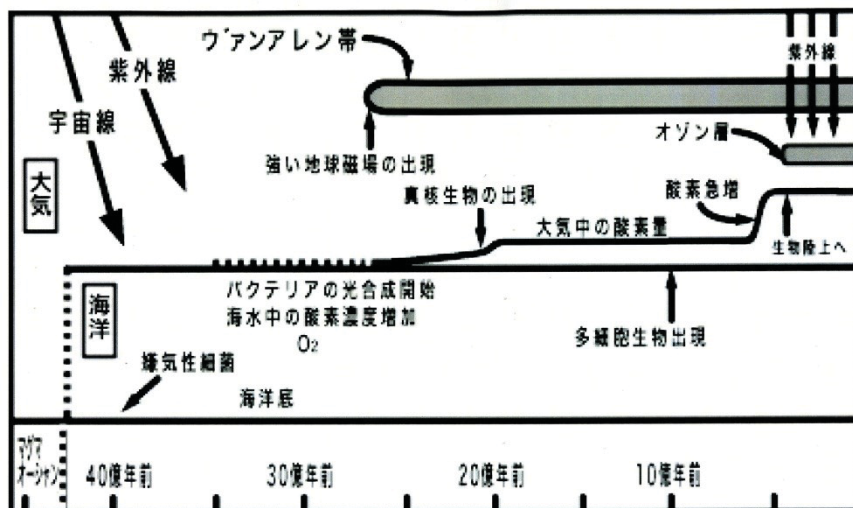 ヴァンアレン帯
紫外線
紫外線
宇宙線
オゾン層
強い地球磁場の出現
大気
真核生物の出現
酸素急増
大気中の酸素量
生物陸上へ
海洋
バクテリアの光合成開始
海水中の酸素濃度増加
O₂
多細胞生物出現
嫌気性細菌
海洋底
マグマ
オーシャン
40億年前
30億年前
20億年前
10億年前